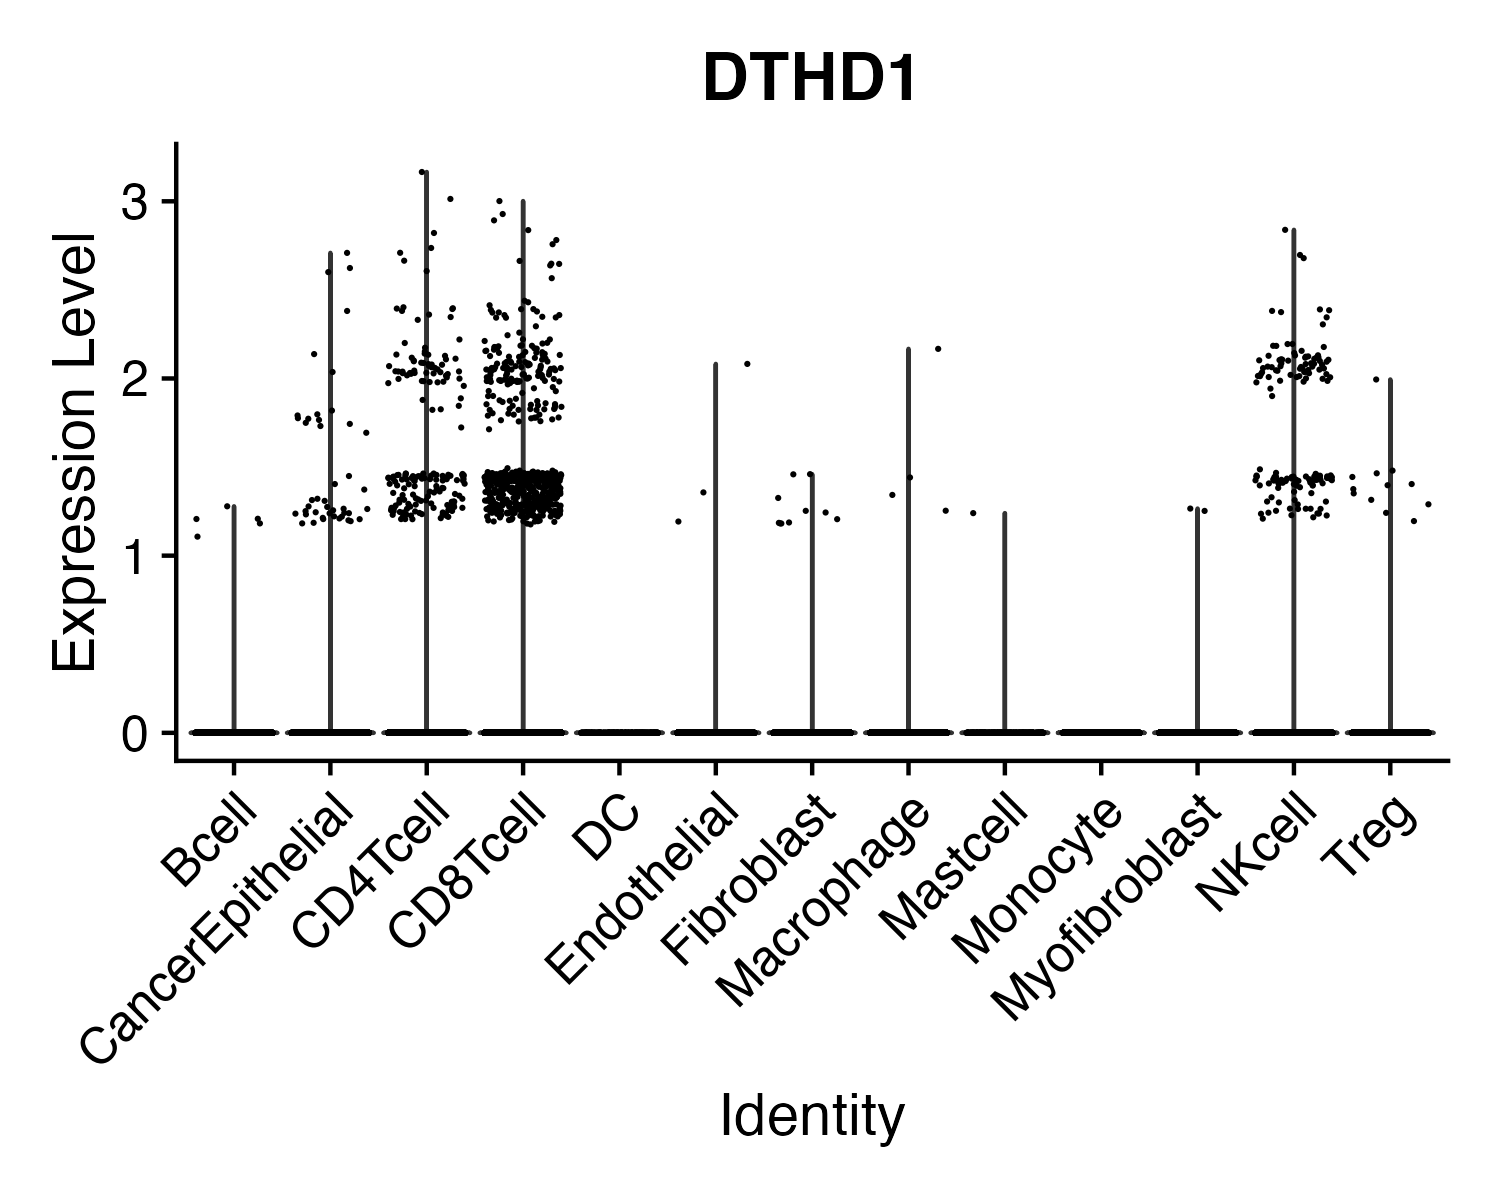 DTHD1
Expression Level
3
2
1
0
Bcell
CancerEpithelial
CD4Tcell
CD8Tcell
DC
Endothelial
Fibroblast
Macrophage
Mastcell
Monocyte
Myofibroblast
NKcell
Treg
Identity